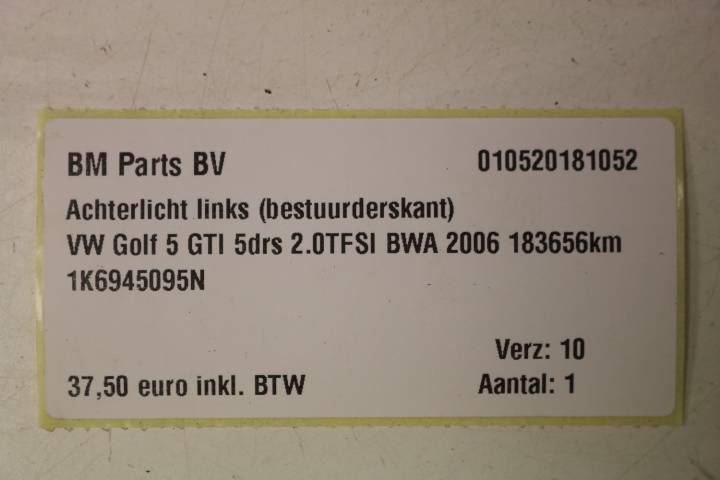 BM Parts BV 010520181052
Achterlicht links (bestuurderskant)
VW Golf 5 GTI 5drs 2.0TFSI BWA 2006 183656km
1K6945095N
Verz: 10
37,50 euro inkl. BTW Aantal: 1